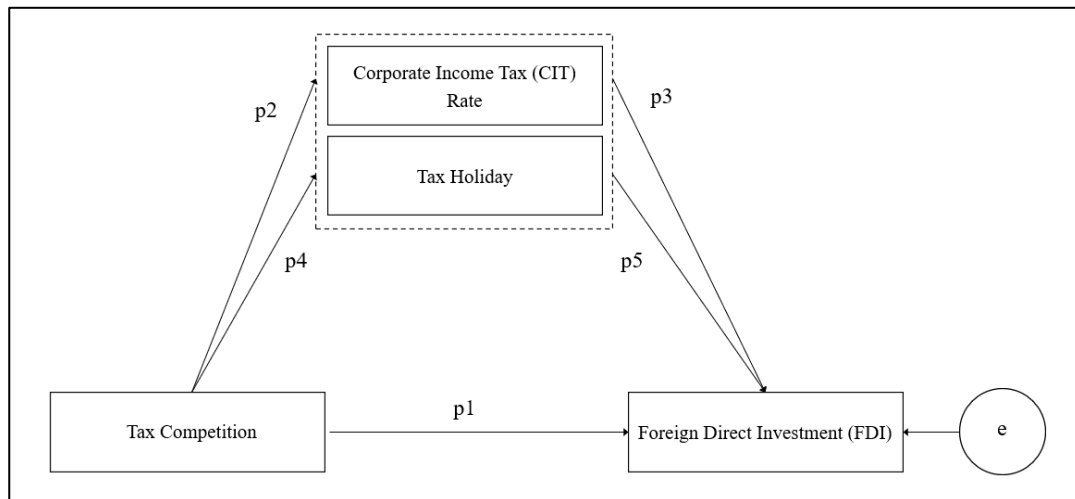 Corporate Income Tax (CIT)
Rate
p2
p3
Tax Holiday
p4
p5
Tax Competition
p1
Foreign Direct Investment (FDI)
e